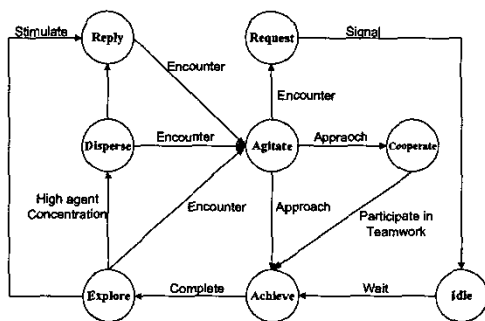 Stimulate
Reply
Request
Signal
Encounter
Encounter
Disperse
Encounter
Agitate
Appraoch
Cooperate
High agent
Concentration
Encounter
Approach
Participate in
Teamwork
Explore
Complete
Achieve
Wait
Idle